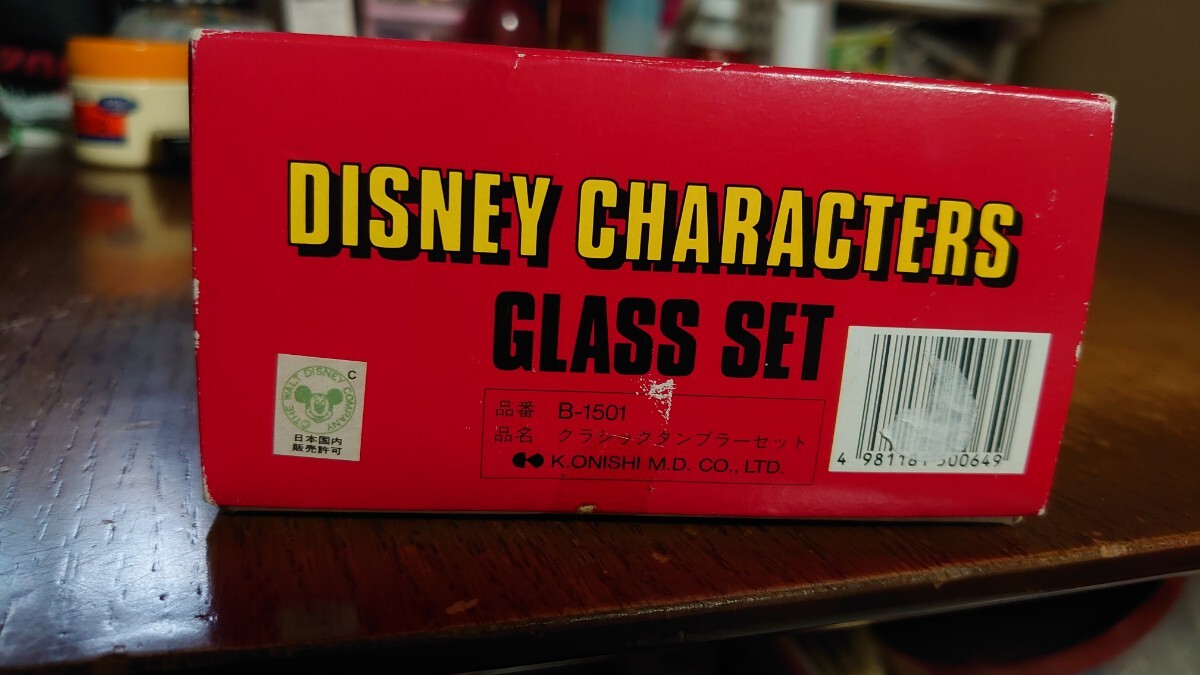 DISNEY CHARACTERS
GLASS SET
C
© THE WALT DISNEY COMPANY
日本国内
販売許可
品番 B-1501
品名 クラシックタンブラーセット
K.ONISHI M.D. CO., LTD.